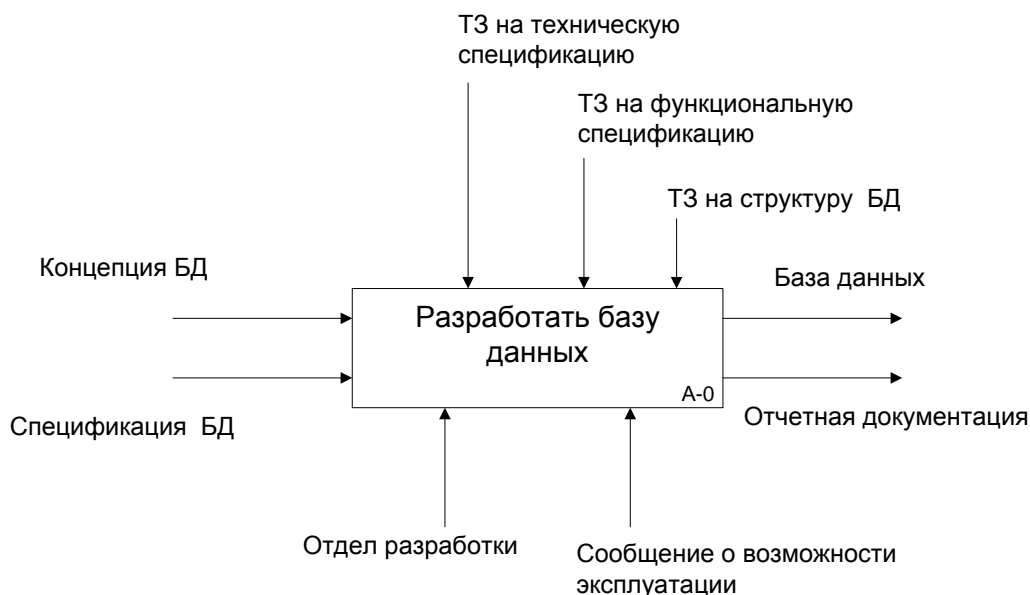 ТЗ на техническую
спецификацию
ТЗ на функциональную
спецификацию
ТЗ на структуру БД
Концепция БД
База данных
Разработать базу
данных
А-0
Спецификация БД
Отчетная документация
Отдел разработки
Сообщение о возможности
эксплуатации